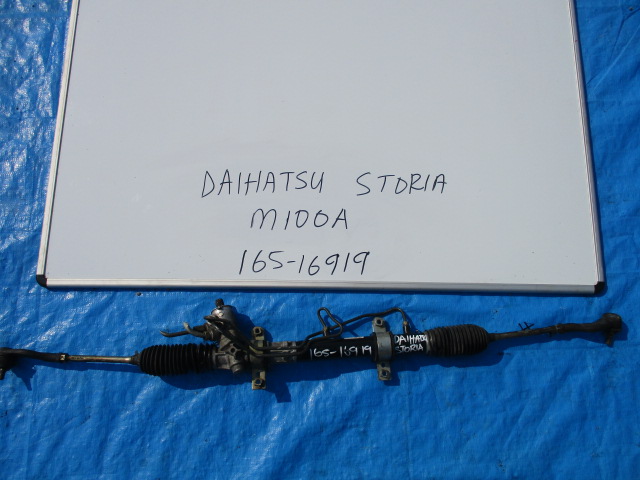 DAIHATSU STORIA
M100A
165-16919
165-16919
DAIHATSU
STORIA